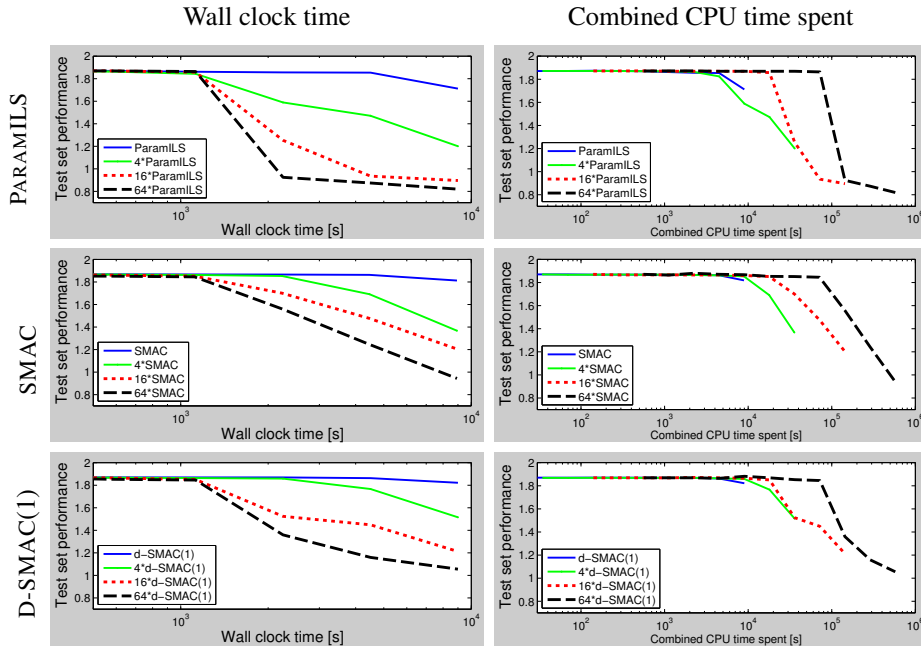 Wall clock time
Combined CPU time spent
PARAMILS
Test set performance
2
1.8
1.6
1.4
1.2
1
0.8
ParamILS
4*ParamILS
16*ParamILS
64*ParamILS
10^3
10^4
Wall clock time [s]
Test set performance
2
1.8
1.6
1.4
1.2
1
0.8
ParamILS
4*ParamILS
16*ParamILS
64*ParamILS
10^2
10^3
10^4
10^5
10^6
Combined CPU time spent [s]
SMAC
Test set performance
2
1.8
1.6
1.4
1.2
1
0.8
SMAC
4*SMAC
16*SMAC
64*SMAC
10^3
10^4
Wall clock time [s]
Test set performance
2
1.8
1.6
1.4
1.2
1
0.8
SMAC
4*SMAC
16*SMAC
64*SMAC
10^2
10^3
10^4
10^5
10^6
Combined CPU time spent [s]
D-SMAC(1)
Test set performance
2
1.8
1.6
1.4
1.2
1
0.8
d−SMAC(1)
4*d−SMAC(1)
16*d−SMAC(1)
64*d−SMAC(1)
10^3
10^4
Wall clock time [s]
Test set performance
2
1.8
1.6
1.4
1.2
1
0.8
d−SMAC(1)
4*d−SMAC(1)
16*d−SMAC(1)
64*d−SMAC(1)
10^2
10^3
10^4
10^5
10^6
Combined CPU time spent [s]